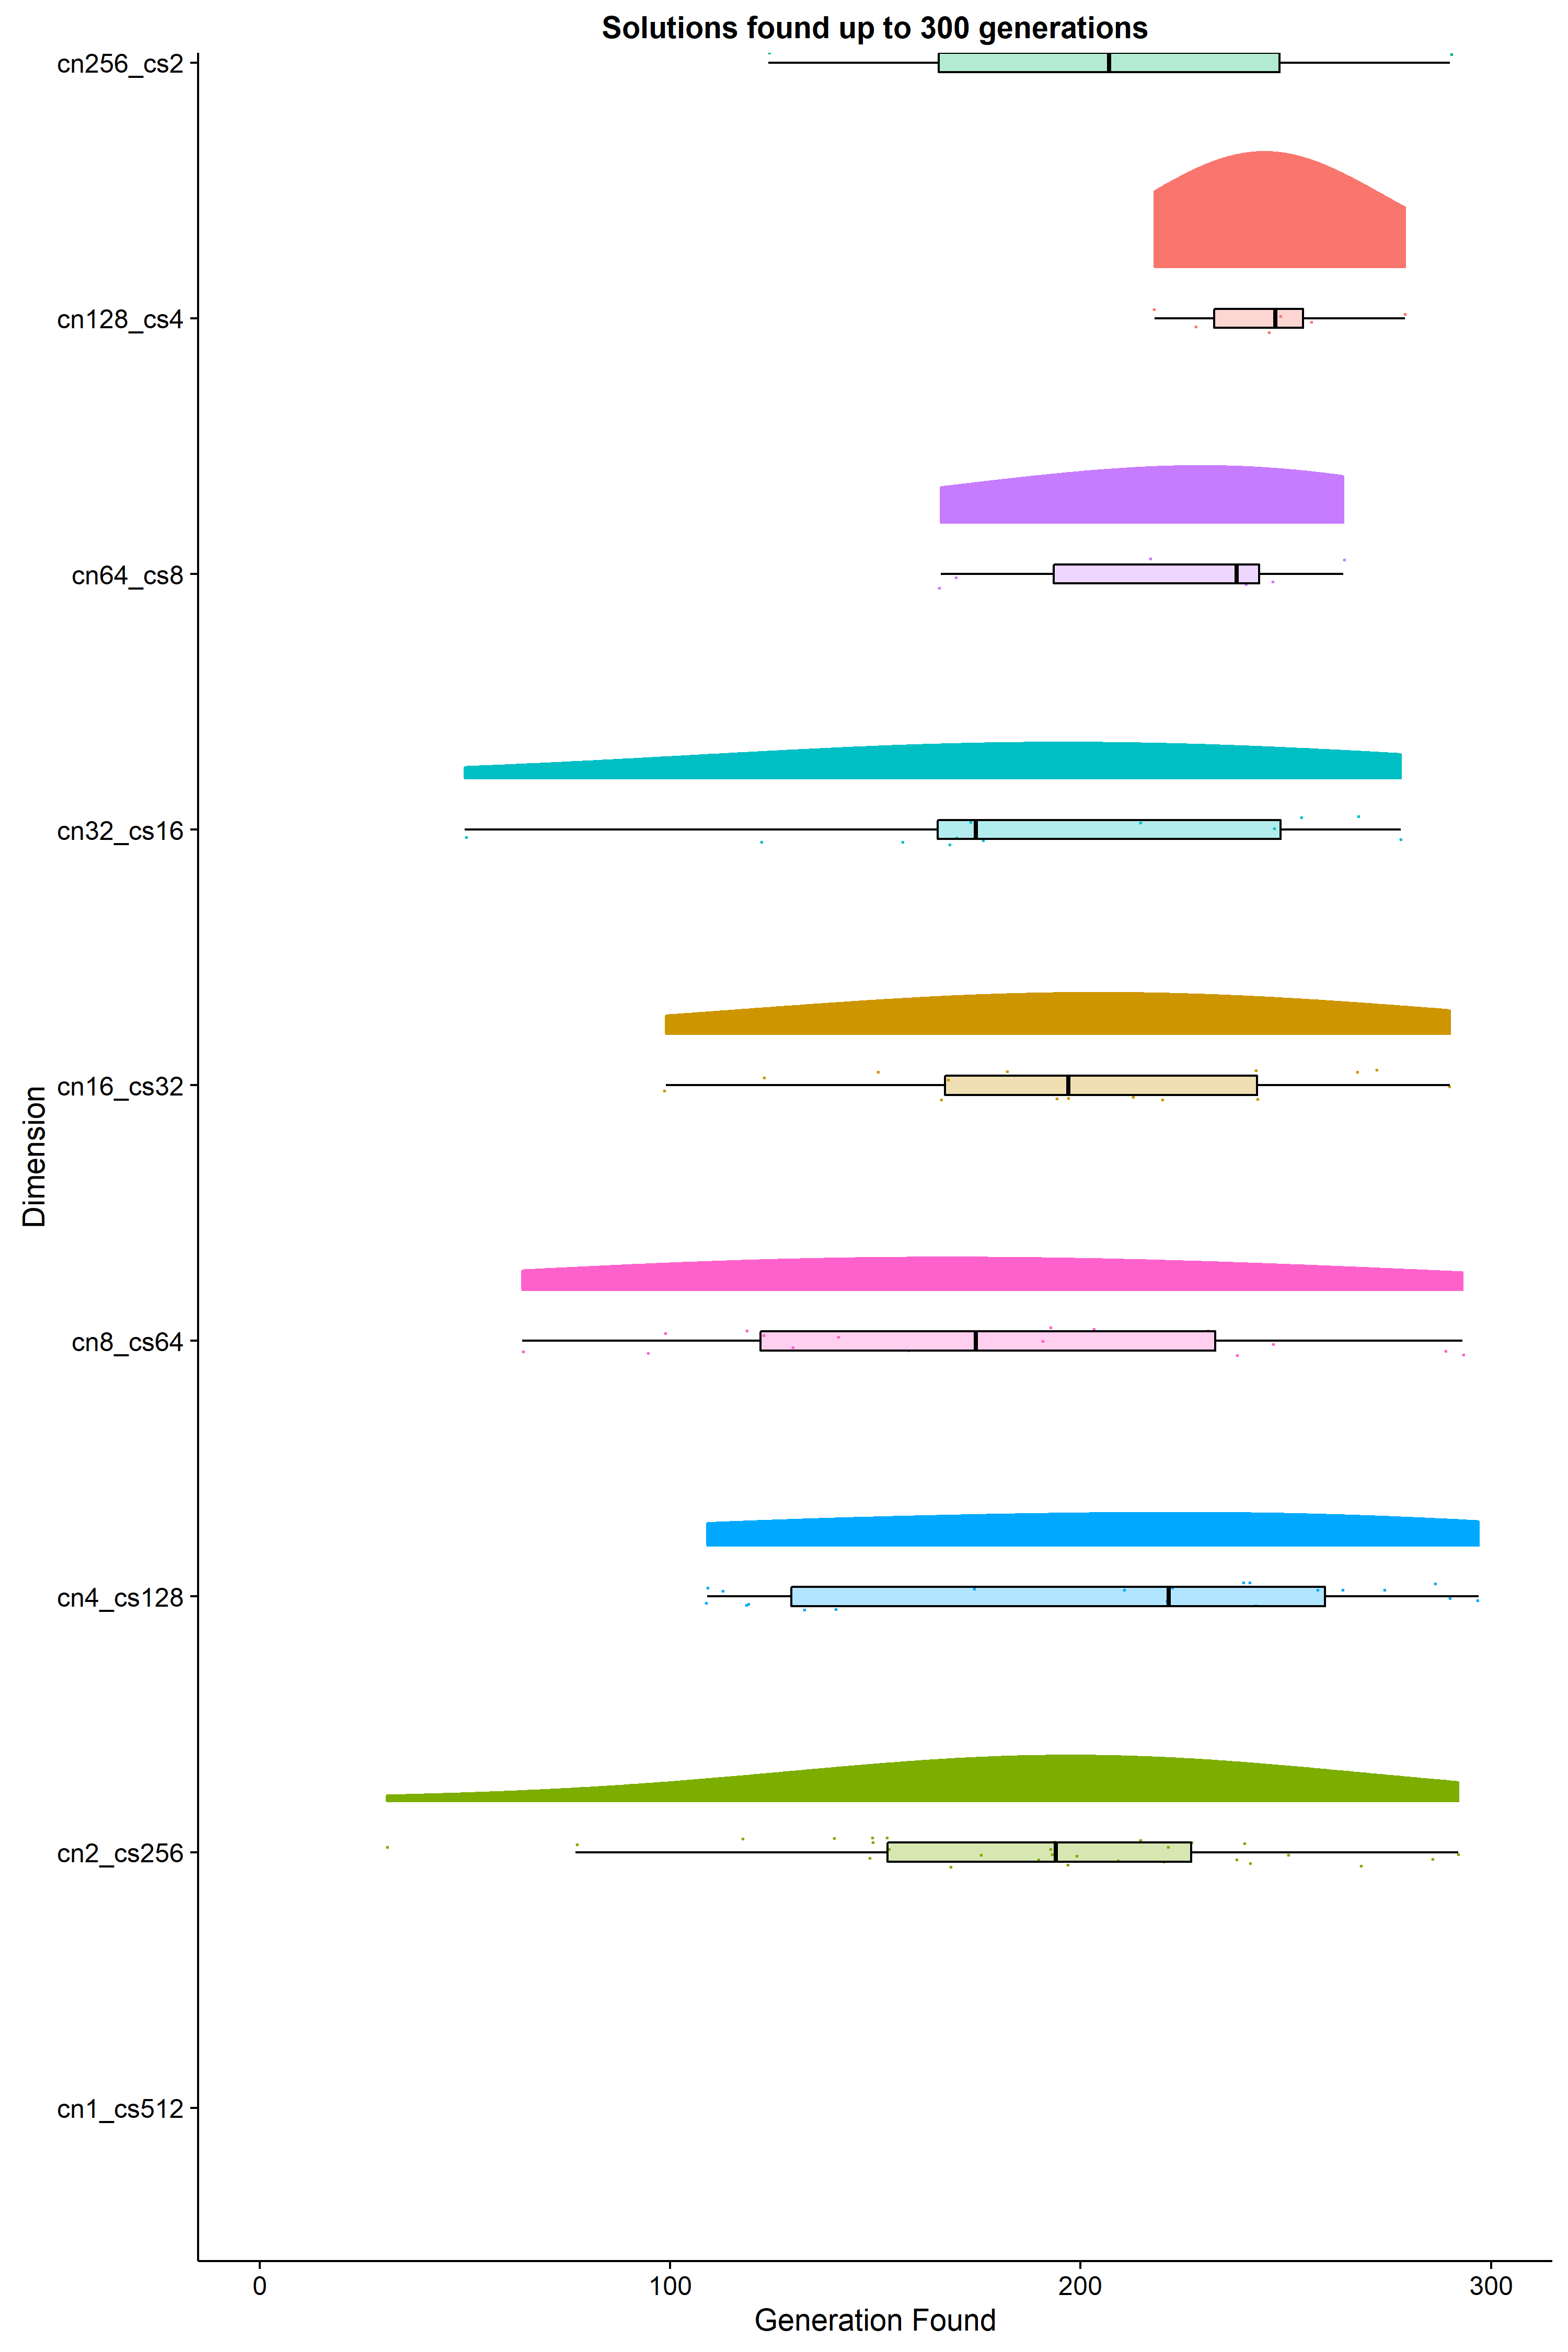 Solutions found up to 300 generations
cn256_cs2
cn128_cs4
cn64_cs8
cn32_cs16
cn16_cs32
Dimension
cn8_cs64
cn4_cs128
cn2_cs256
cn1_cs512
0 100 200 300
Generation Found